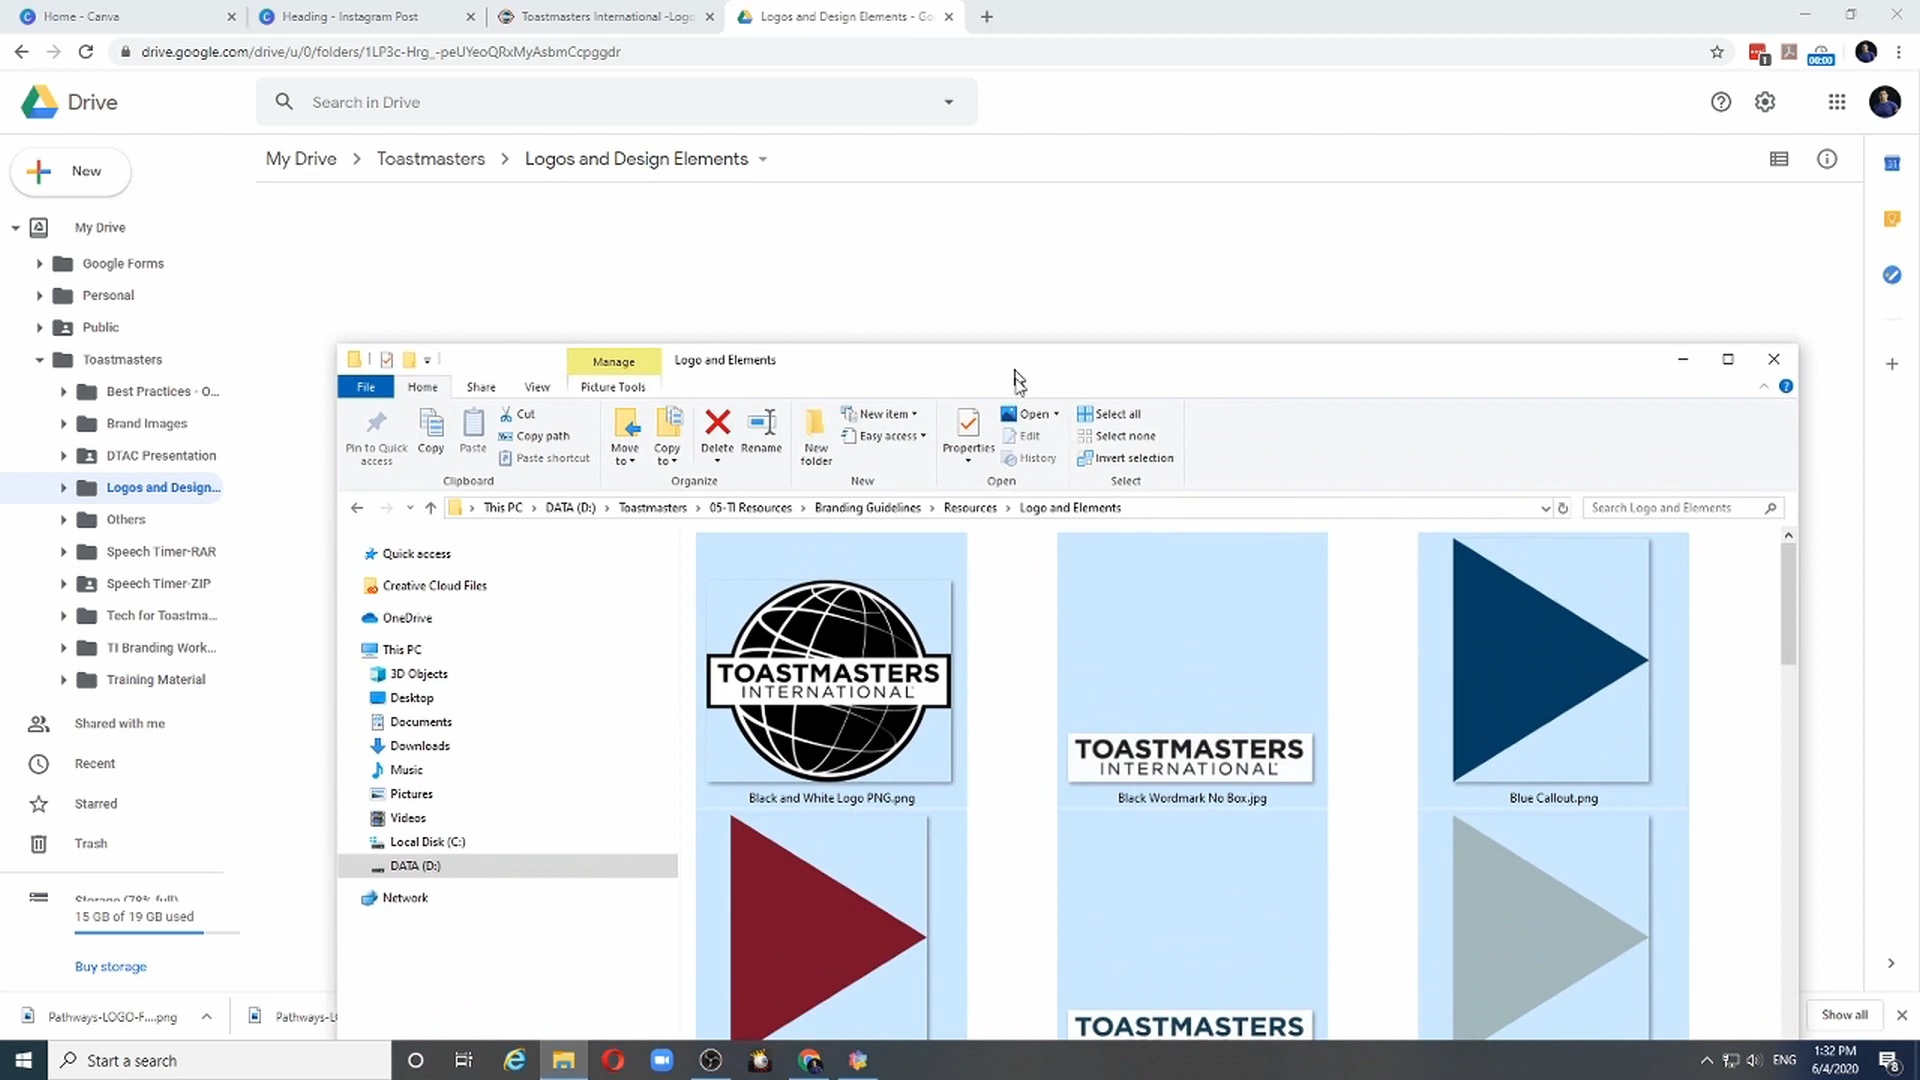 Home - Canva
Heading - Instagram Post
Toastmasters International -Logo
Logos and Design Elements - Go
drive.google.com/drive/u/0/folders/1LP3c-Hrg_-peUYeoQRxMyAsbmCcpggdr
1
00:00
Drive
Search in Drive
New
My Drive
Toastmasters
Logos and Design Elements
31
My Drive
Google Forms
Personal
Public
Toastmasters
Best Practices - O...
Brand Images
DTAC Presentation
Logos and Design...
Others
Speech Timer-RAR
Speech Timer-ZIP
Tech for Toastma...
TI Branding Work...
Training Material
Shared with me
Recent
Starred
Trash
Storage (78% full)
15 GB of 19 GB used
Buy storage
Manage
Logo and Elements
File
Home
Share
View
Picture Tools
Pin to Quick access
Copy
Paste
Cut
Copy path
Paste shortcut
Clipboard
Move to
Copy to
Delete
Rename
Organize
New folder
New item
Easy access
New
Properties
Open
Edit
History
Open
Select all
Select none
Invert selection
Select
This PC
DATA (D:)
Toastmasters
05-TI Resources
Branding Guidelines
Resources
Logo and Elements
Search Logo and Elements
Quick access
Creative Cloud Files
OneDrive
This PC
3D Objects
Desktop
Documents
Downloads
Music
Pictures
Videos
Local Disk (C:)
DATA (D:)
Network
TOASTMASTERS
INTERNATIONAL
Black and White Logo PNG.png
TOASTMASTERS
INTERNATIONAL
Black Wordmark No Box.jpg
Blue Callout.png
TOASTMASTERS
Pathways-LOGO-F....png
Pathways-L
Show all
Start a search
ENG
1:32 PM
6/4/2020
8